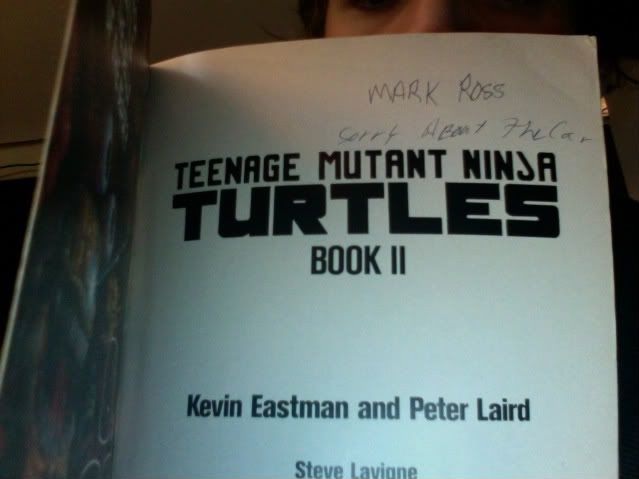 MARK ROSS
Sorry About The Car
TEENAGE MUTANT NINJA
TURTLES
BOOK II
Kevin Eastman and Peter Laird
Steve Lavigne